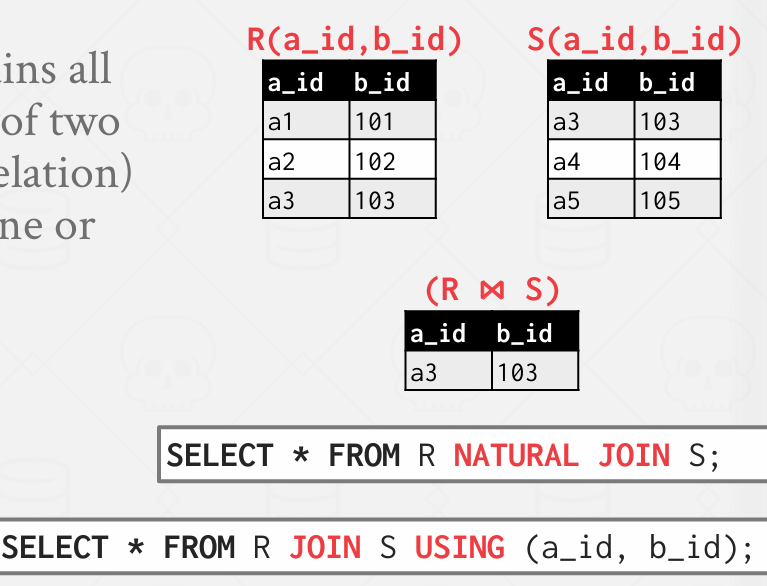 R(a_id,b_id)
S(a_id,b_id)
ins all
of two
elation)
ne or
a_id b_id
a1 101
a2 102
a3 103
a_id b_id
a3 103
a4 104
a5 105
(R ⋈ S)
a_id b_id
a3 103
SELECT * FROM R NATURAL JOIN S;
SELECT * FROM R JOIN S USING (a_id, b_id);